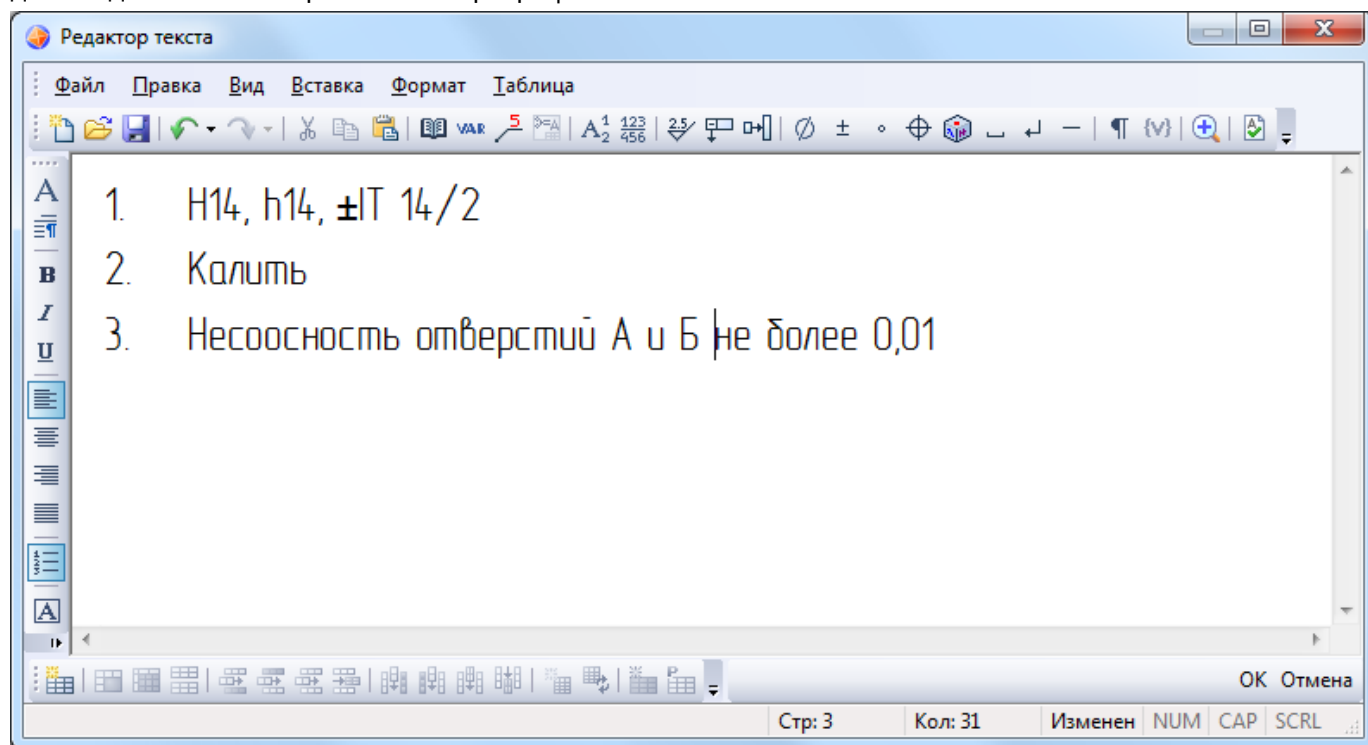 Редактор текста
Файл Правка Вид Вставка Формат Таблица
1. H14, h14, ±IT 14/2
2. Калить
3. Несоосность отверстий А и Б не более 0,01
ОК Отмена
Стр: 3 Кол: 31 Изменен NUM CAP SCRL